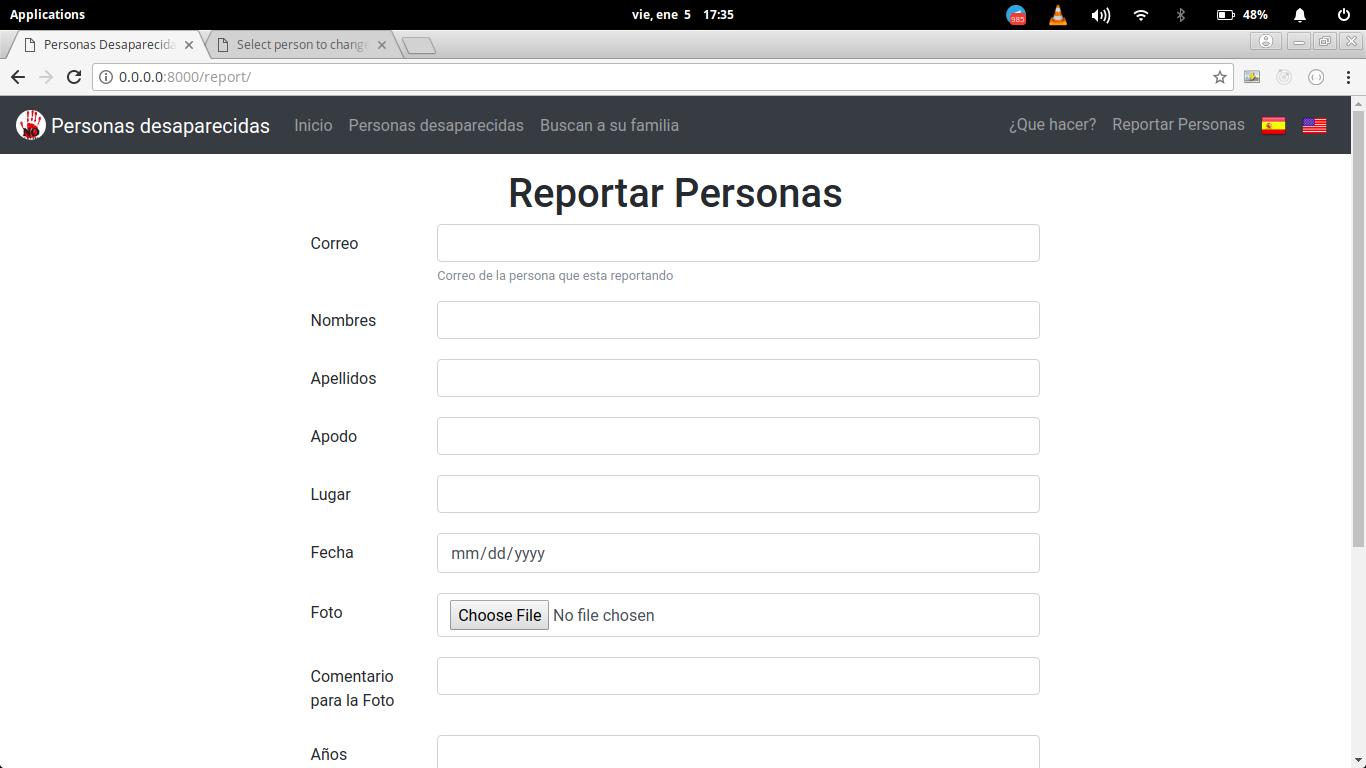 Applications
vie, ene 5 17:35
985
48%
Personas Desaparecida
Select person to change
0.0.0.0:8000/report/
NO
Personas desaparecidas
Inicio
Personas desaparecidas
Buscan a su familia
¿Que hacer?
Reportar Personas
Reportar Personas
Correo
Correo de la persona que esta reportando
Nombres
Apellidos
Apodo
Lugar
Fecha
mm/dd/yyyy
Foto
Choose File
No file chosen
Comentario
para la Foto
Años